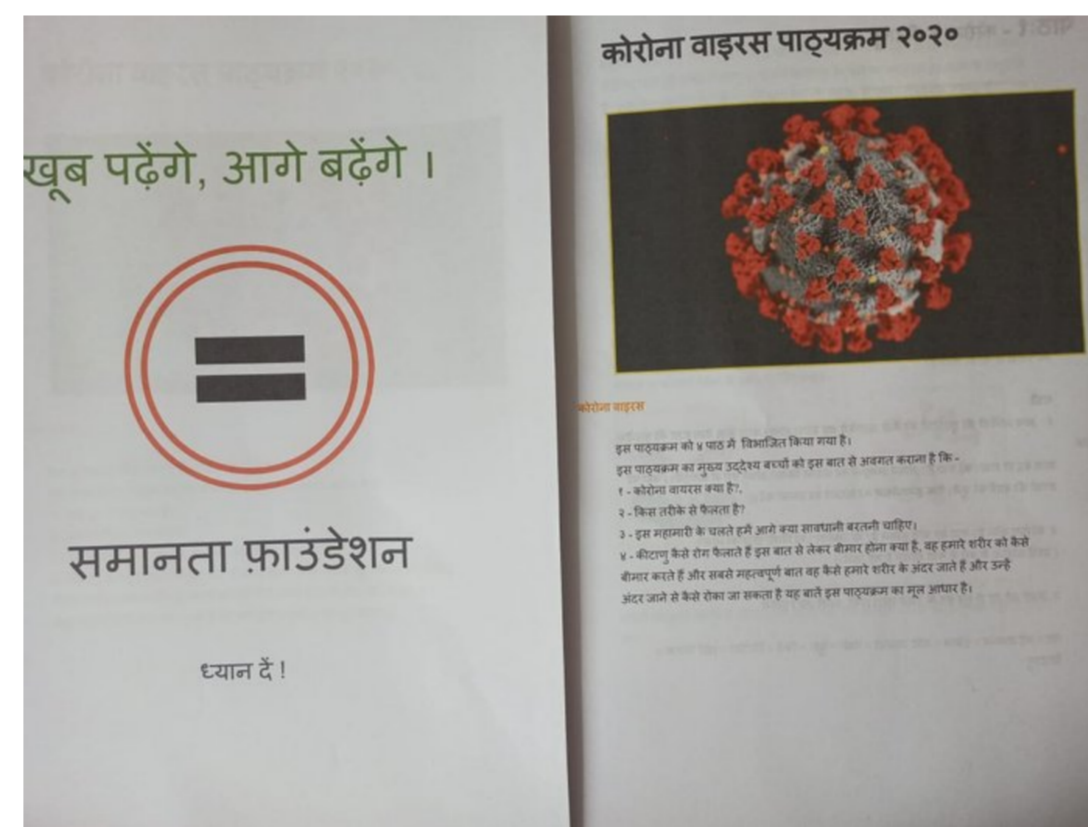 खूब पढ़ेंगे, आगे बढ़ेंगे ।
समानता फ़ाउंडेशन
ध्यान दें !
कोरोना वाइरस पाठ्यक्रम २०२०
कोरोना वाइरस
इस पाठ्यक्रम को ४ पाठ में विभाजित किया गया है।
इस पाठ्यक्रम का मुख्य उद्देश्य बच्चों को इस बात से अवगत कराना है कि -
१ - कोरोना वायरस क्या है?.
२ - किस तरीके से फैलता है?
३ - इस महामारी के चलते हमें आगे क्या सावधानी बरतनी चाहिए।
४ - कीटाणु कैसे रोग फैलाते हैं इस बात से लेकर बीमार होना क्या है, वह हमारे शरीर को कैसे
बीमार करते हैं और सबसे महत्वपूर्ण बात वह कैसे हमारे शरीर के अंदर जाते हैं और उन्हें
अंदर जाने से कैसे रोका जा सकता है यह बातें इस पाठ्यक्रम का मूल आधार है।